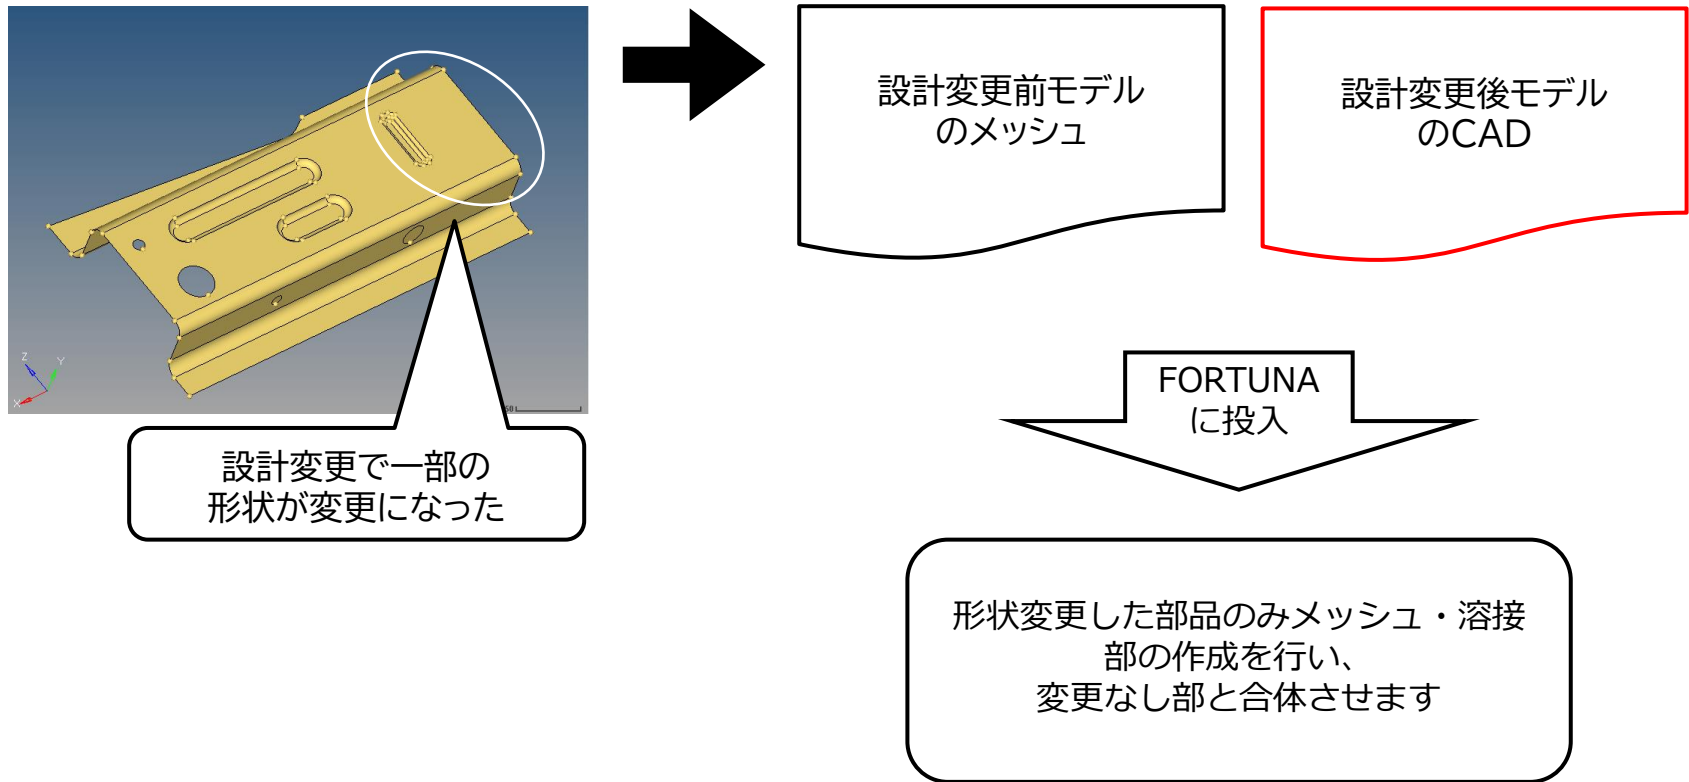 設計変更前モデル
のメッシュ
設計変更後モデル
のCAD
Z
Y
X
設計変更で一部の
形状が変更になった
FORTUNA
に投入
形状変更した部品のみメッシュ・溶接
部の作成を行い、
変更なし部と合体させます